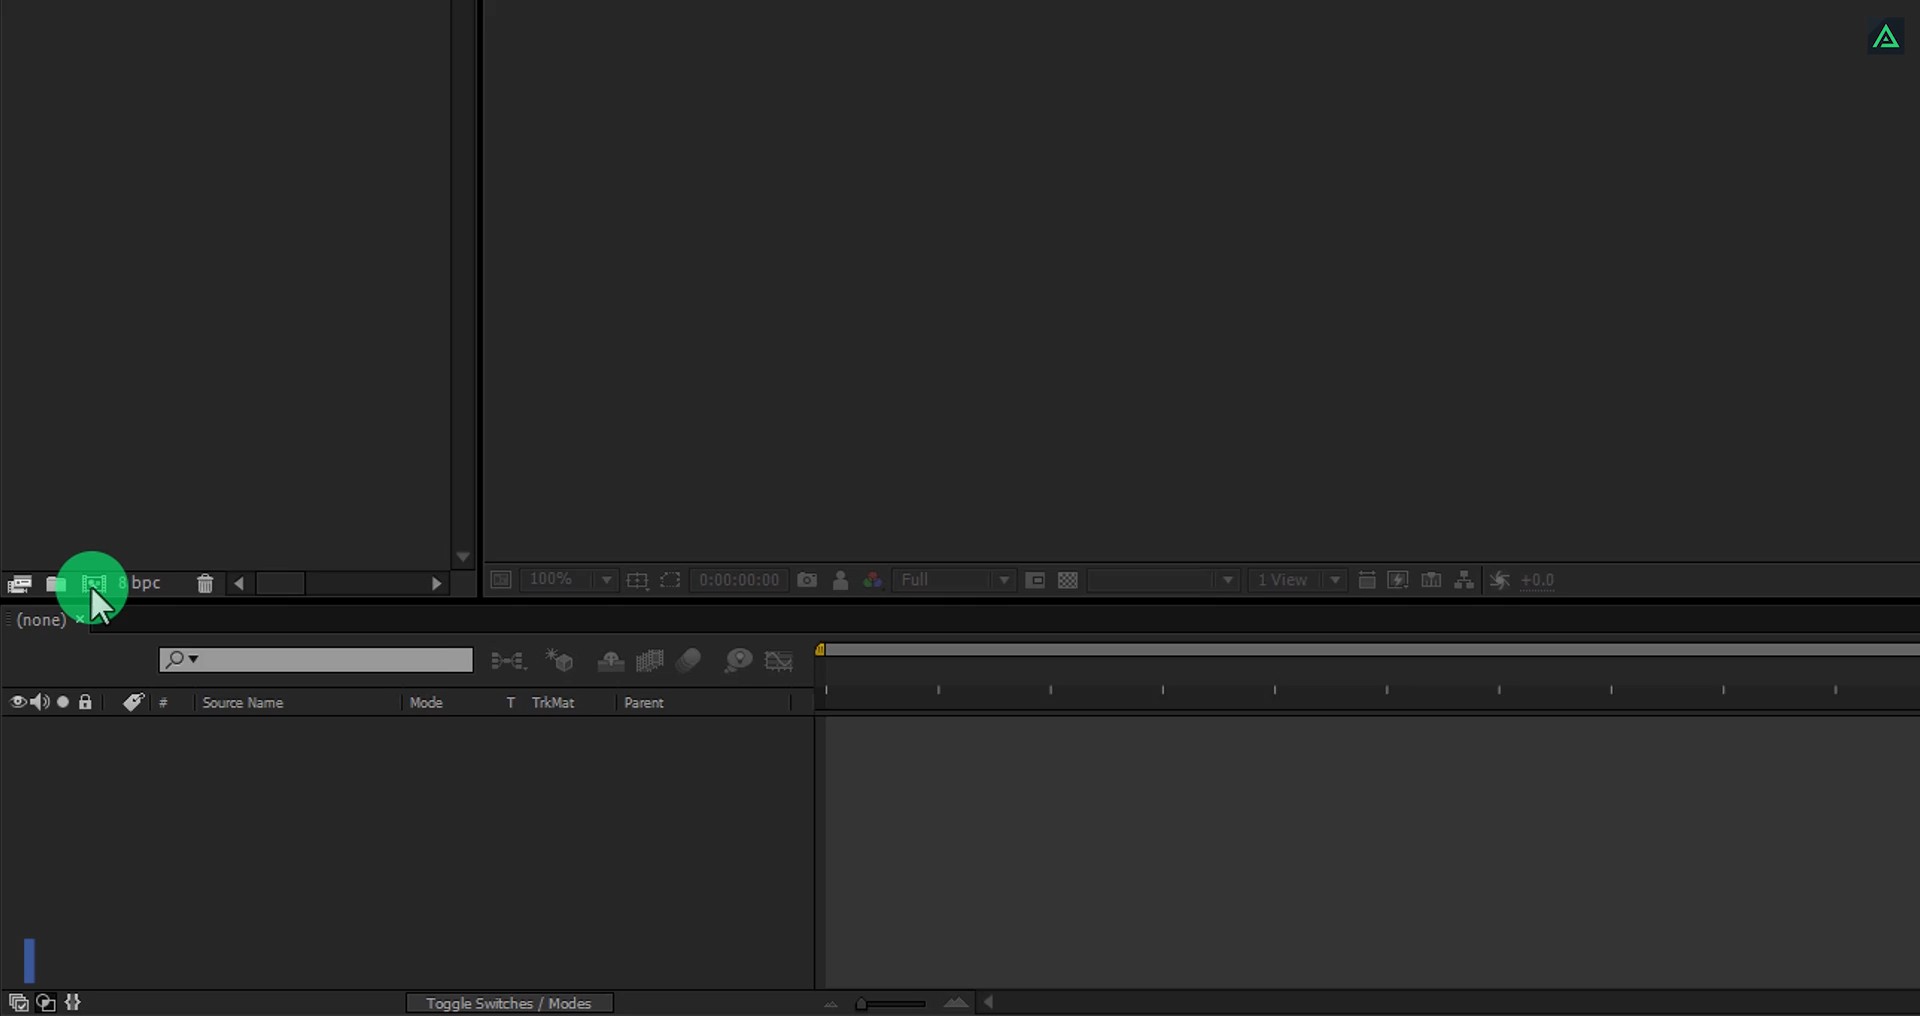 8 bpc
100%
0:00:00:00
Full
1 View
+0.0
(none) ×
#
Source Name
Mode
T
TrkMat
Parent
Toggle Switches / Modes